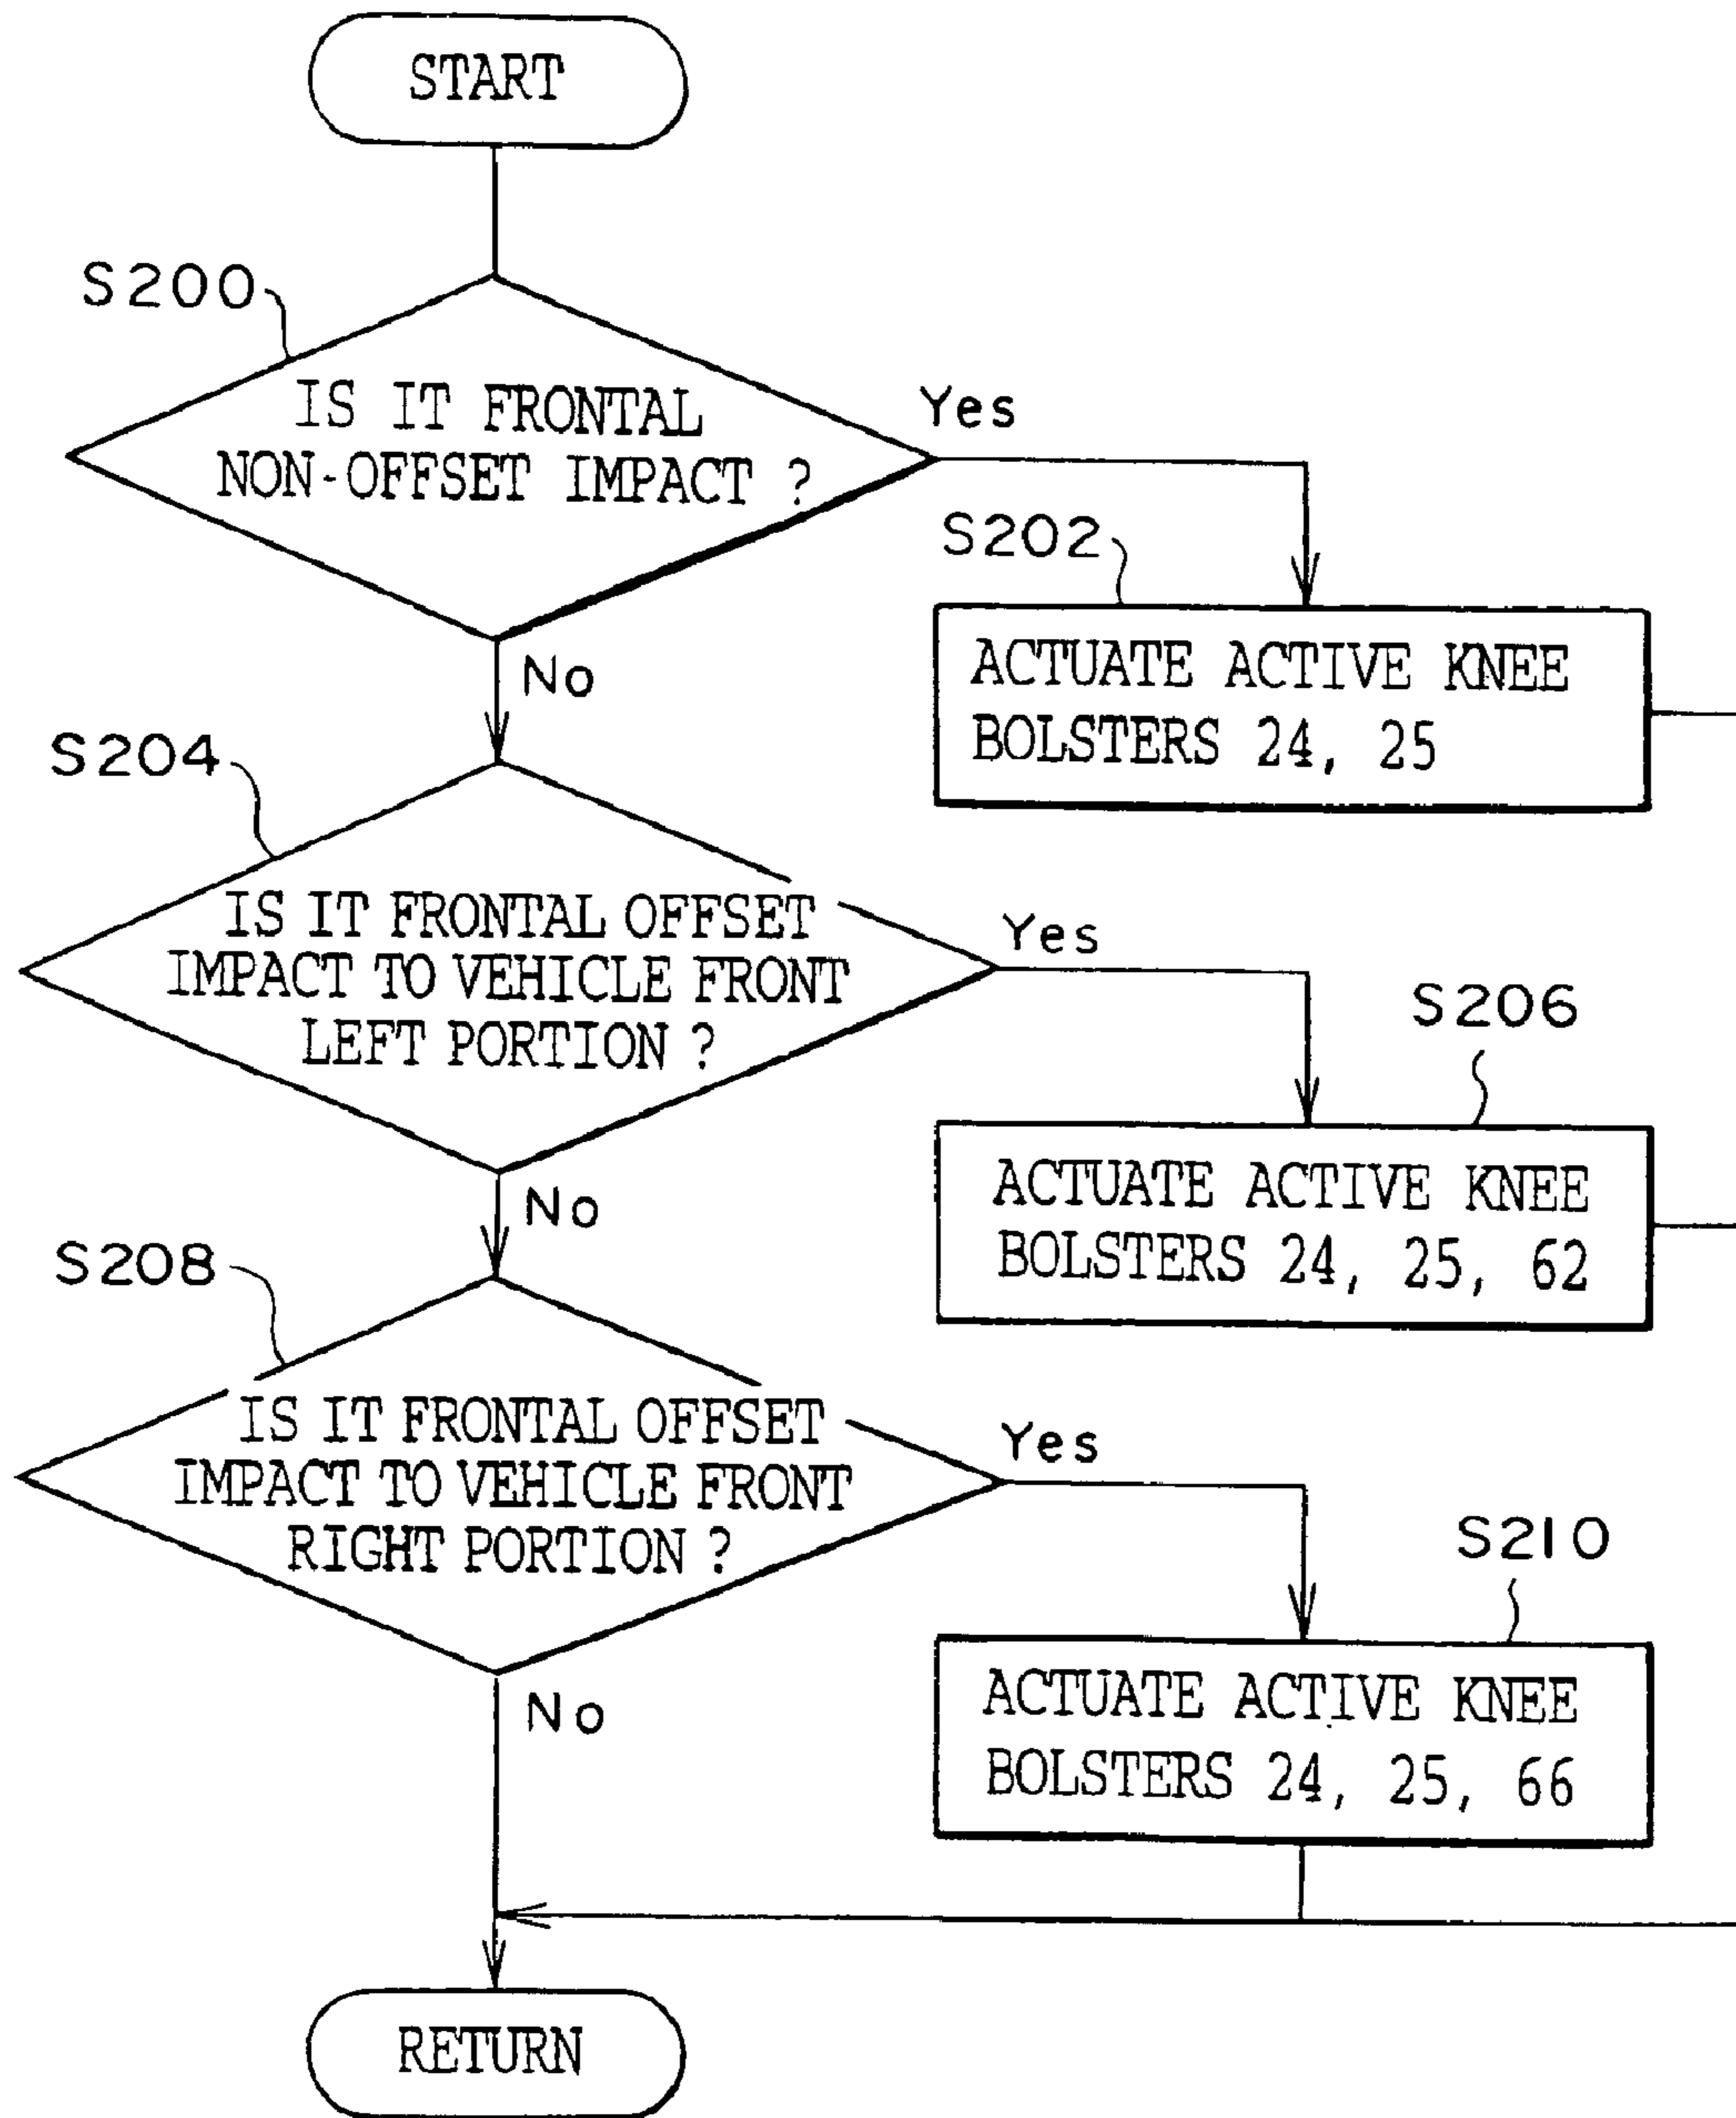 START
S200
IS IT FRONTAL
NON-OFFSET IMPACT ?
Yes
No
S202
ACTUATE ACTIVE KNEE
BOLSTERS 24, 25
S204
IS IT FRONTAL OFFSET
IMPACT TO VEHICLE FRONT
LEFT PORTION ?
Yes
No
S206
ACTUATE ACTIVE KNEE
BOLSTERS 24, 25, 62
S208
IS IT FRONTAL OFFSET
IMPACT TO VEHICLE FRONT
RIGHT PORTION ?
Yes
No
S210
ACTUATE ACTIVE KNEE
BOLSTERS 24, 25, 66
RETURN